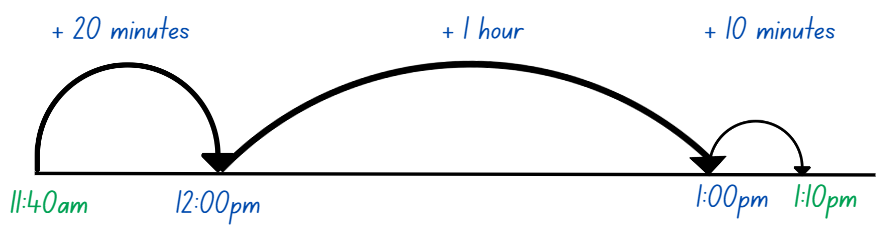 + 20 minutes
+ 1 hour
+ 10 minutes
11:40am
12:00pm
1:00pm
1:10pm